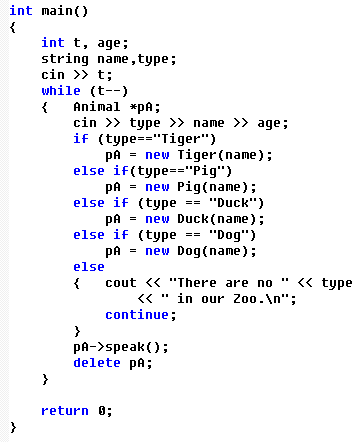 int main()
{
    int t, age;
    string name,type;
    cin >> t;
    while (t--)
    {   Animal *pA;
        cin >> type >> name >> age;
        if (type=="Tiger")
            pA = new Tiger(name);
        else if(type=="Pig")
            pA = new Pig(name);
        else if (type == "Duck")
            pA = new Duck(name);
        else if (type == "Dog")
            pA = new Dog(name);
        else
        {   cout << "There are no " << type
                << " in our Zoo.\n";
            continue;
        }
        pA->speak();
        delete pA;
    }
    return 0;
}